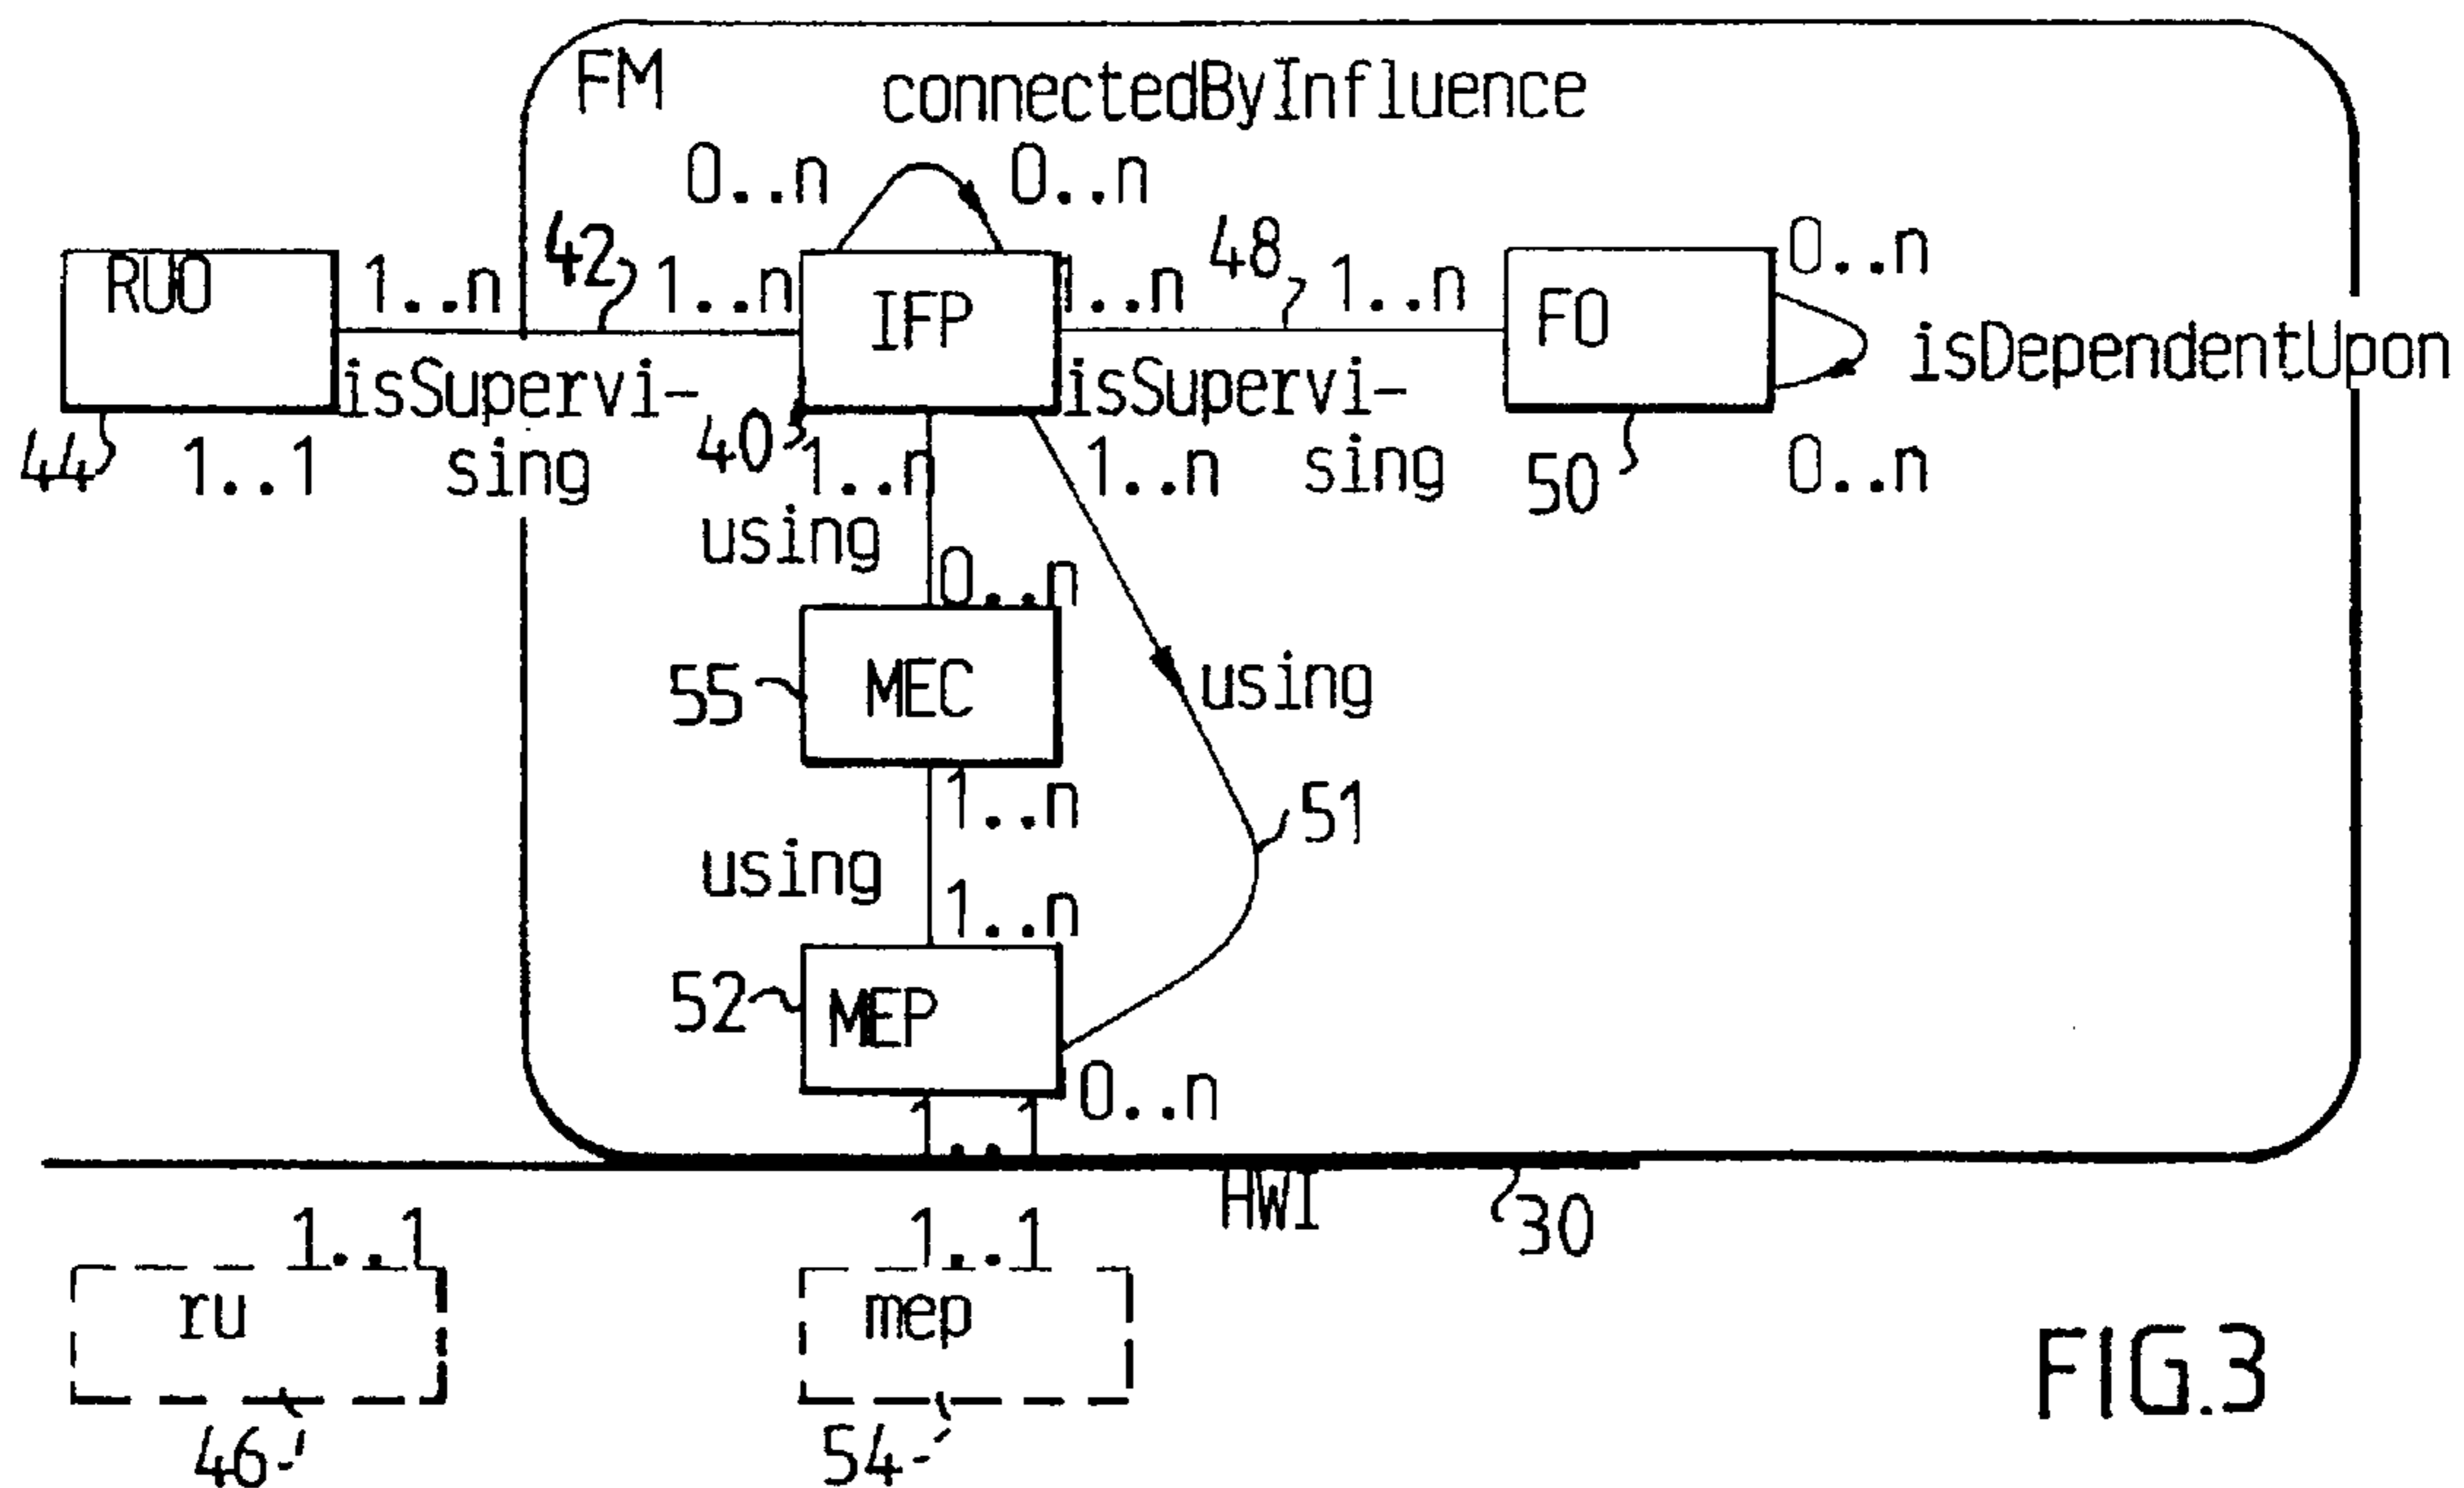 FM
connectedByInfluence
0..n 0..n
42 48 0..n
RUO 1..n 1..n IFP 1..n 1..n FO
isDependentUpon
isSupervi- isSupervi-
44 1..1 sing 40 1..n 1..n sing 50 0..n
using
0..n
55 MEC using
1..n 51
using
1..n
52 MEP
0..n
1..1
HWI 30
1..1 1..1
ru mep
46 54
FIG.3